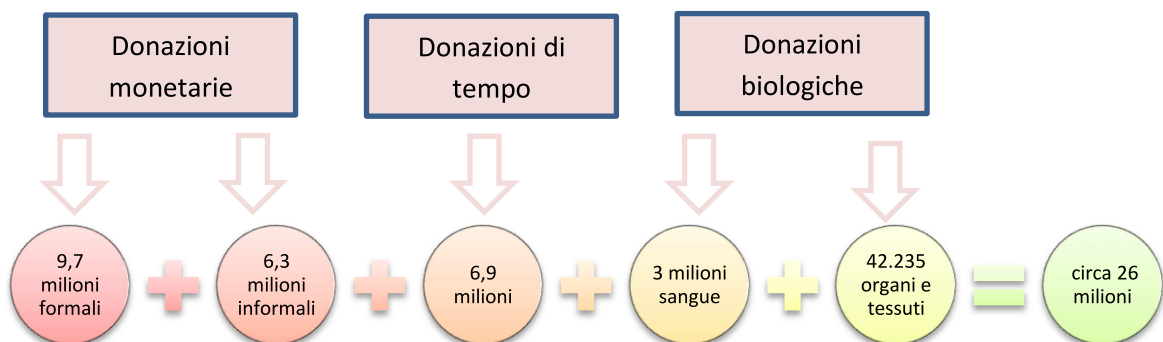 Donazioni
monetarie
Donazioni di
tempo
Donazioni
biologiche
9,7
milioni
formali
6,3
milioni
informali
6,9
milioni
3 milioni
sangue
42.235
organi e
tessuti
circa 26
milioni